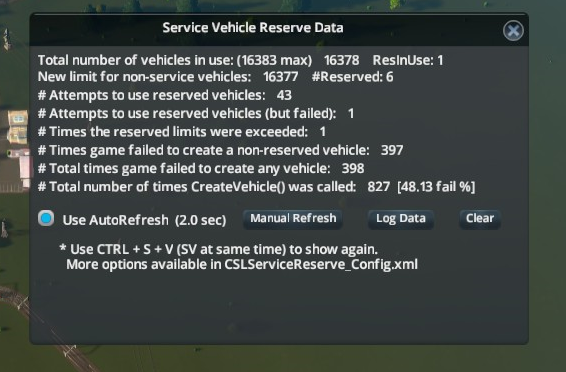 Service Vehicle Reserve Data
Total number of vehicles in use: (16383 max) 16378 ResInUse: 1
New limit for non-service vehicles: 16377 #Reserved: 6
# Attempts to use reserved vehicles: 43
# Attempts to use reserved vehicles (but failed): 1
# Times the reserved limits were exceeded: 1
# Times game failed to create a non-reserved vehicle: 397
# Total times game failed to create any vehicle: 398
# Total number of times CreateVehicle() was called: 827 [48.13 fail %]
Use AutoRefresh (2.0 sec) Manual Refresh Log Data Clear
* Use CTRL + S + V (SV at same time) to show again.
More options available in CSLServiceReserve_Config.xml